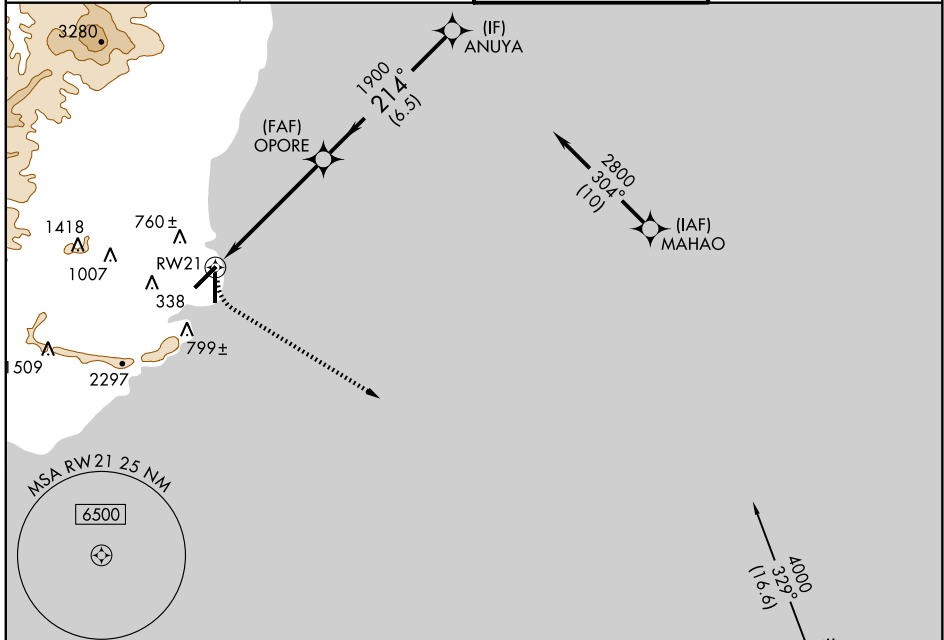 3280
(IF)
ANUYA
1900
214°
(6.5)
(FAF)
OPORE
2800
304°
(10)
(IAF)
MAHAO
1418
760±
1007
RW21
338
799±
1509
2297
MSA RW21 25 NM
6500
4000
329°
(16.6)